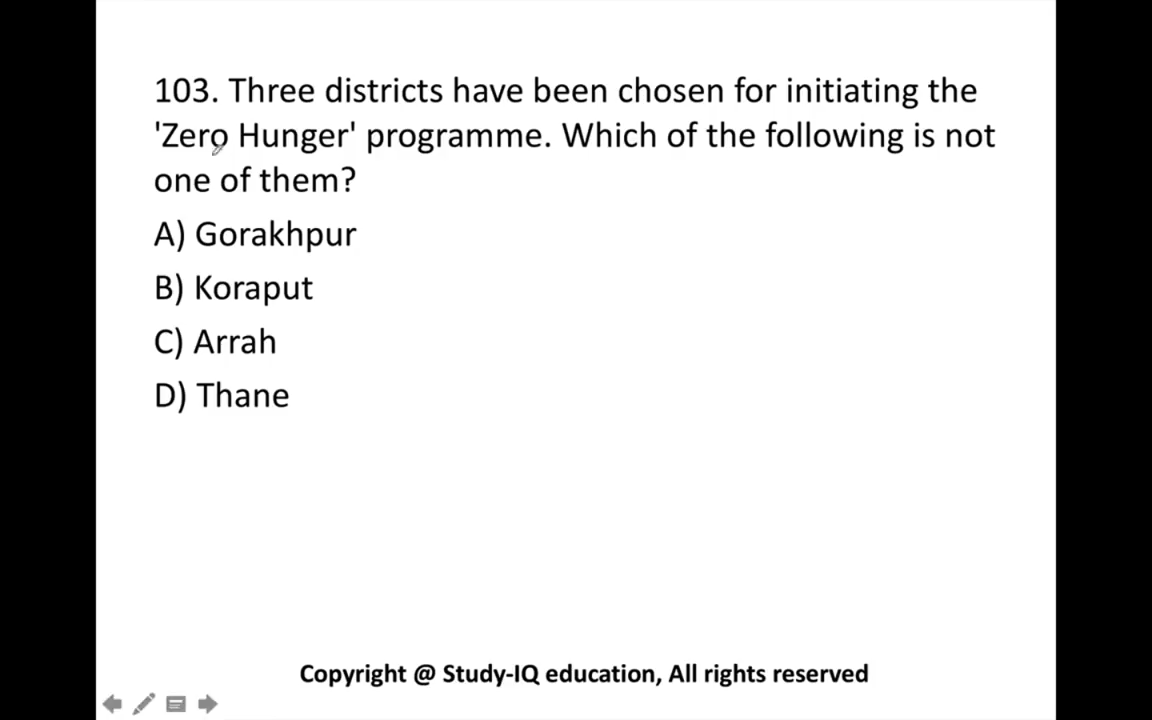 103. Three districts have been chosen for initiating the
'Zero Hunger' programme. Which of the following is not
one of them?
A) Gorakhpur
B) Koraput
C) Arrah
D) Thane
Copyright @ Study-IQ education, All rights reserved